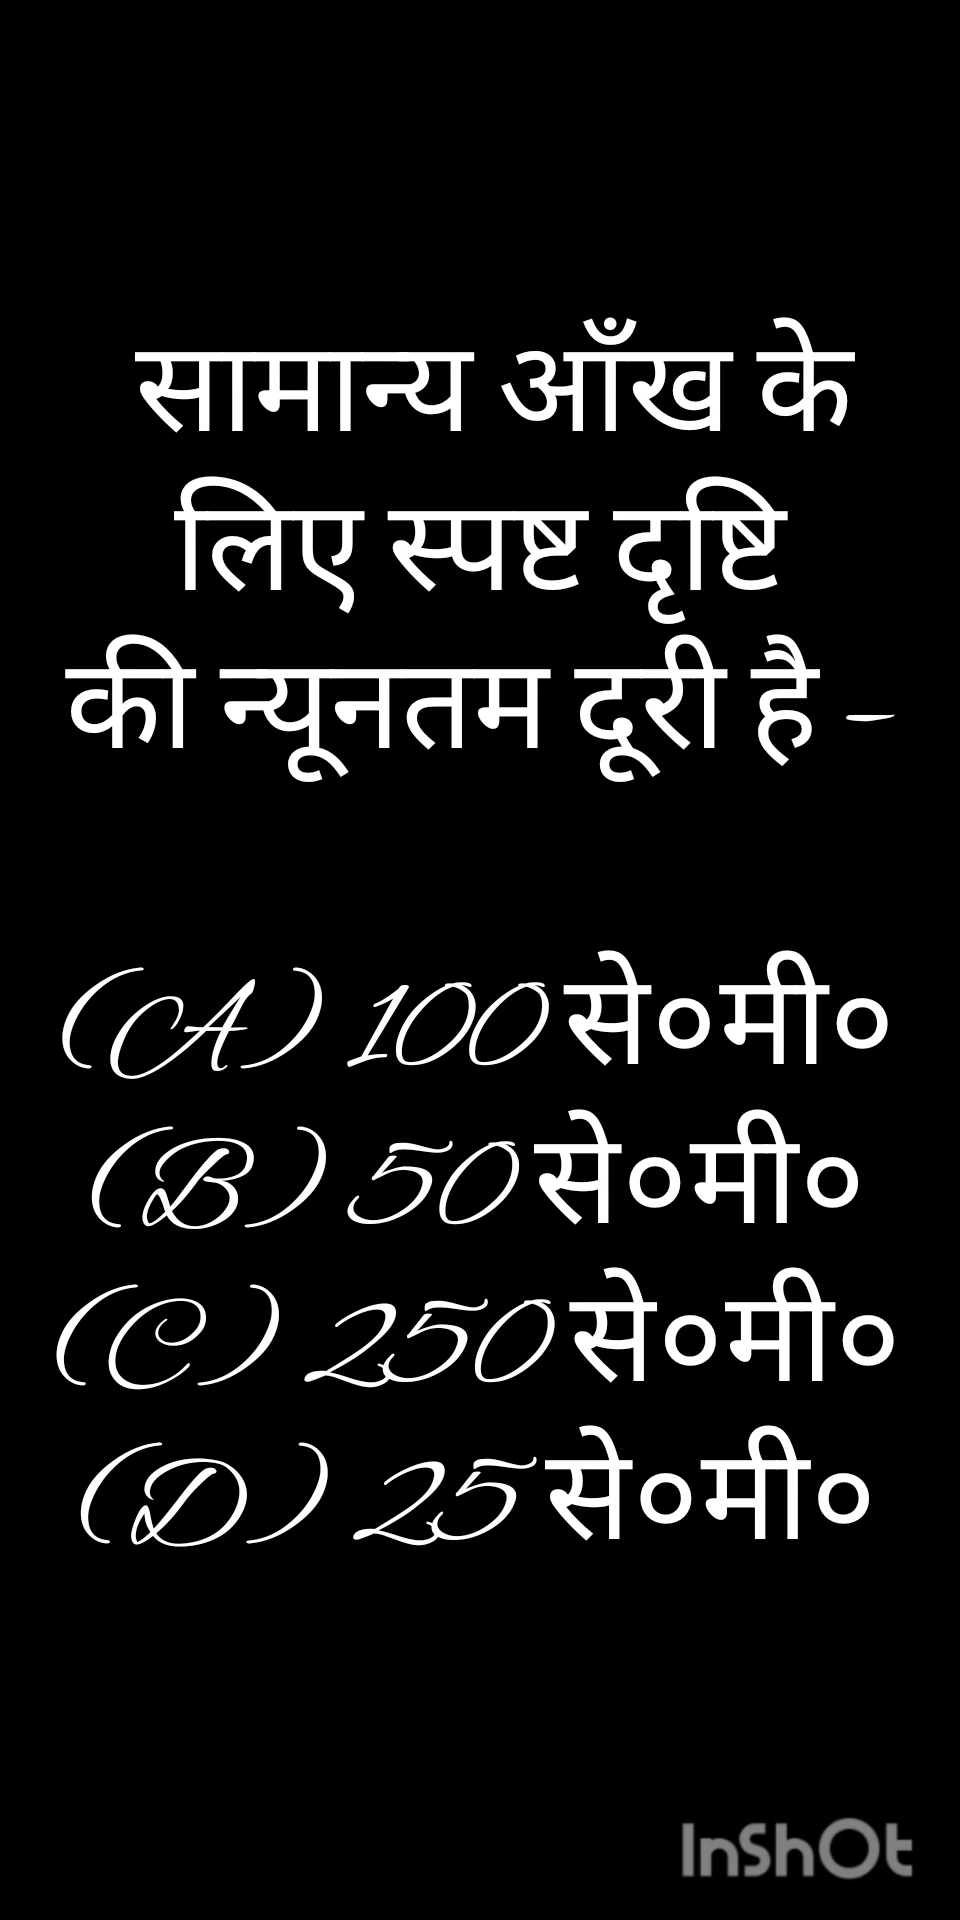 सामान्य आँख के
लिए स्पष्ट दृष्टि
की न्यूनतम दूरी है -
(A) 100 से०मी०
(B) 50 से०मी०
(C) 250 से०मी०
(D) 25 से०मी०
InShOt